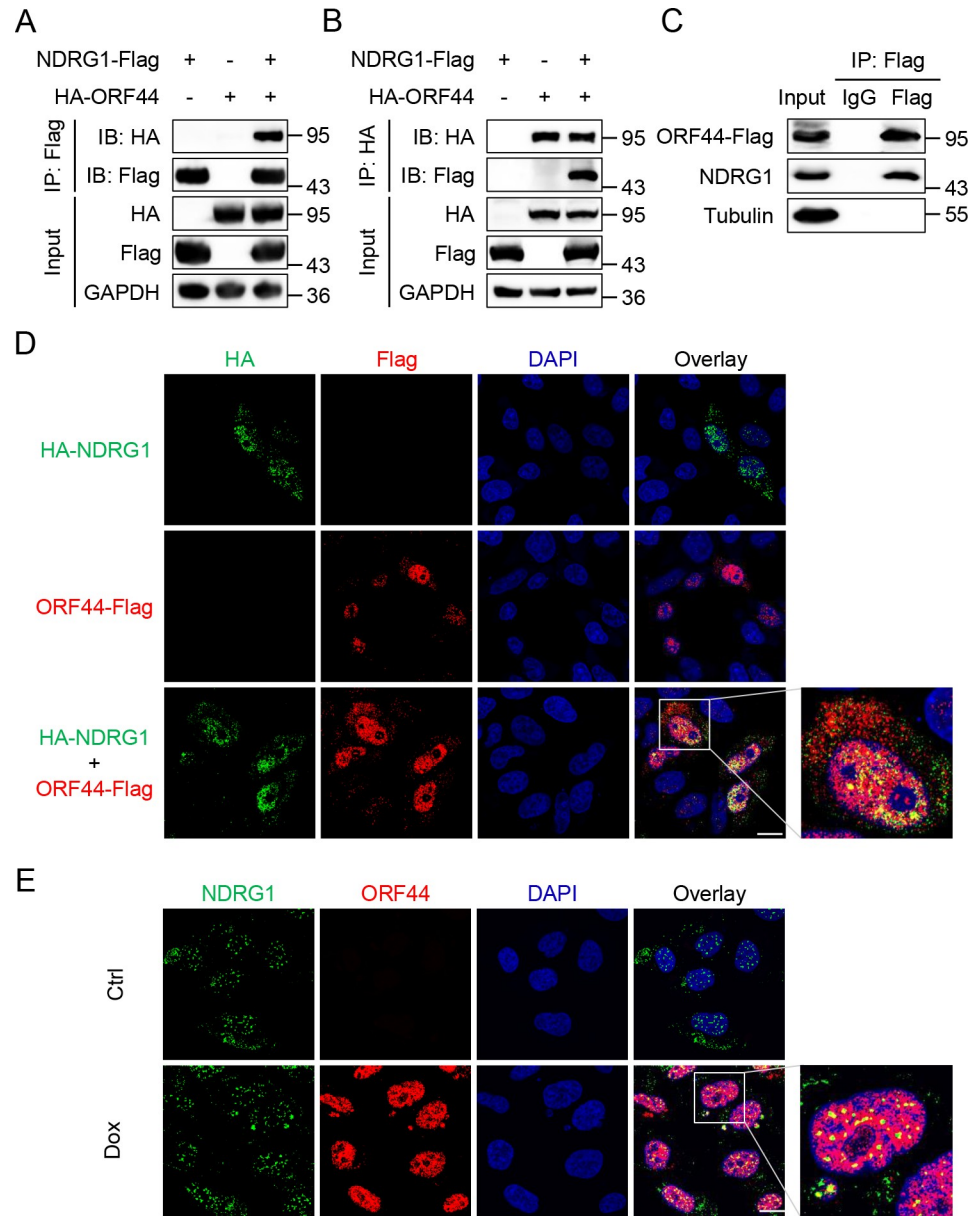 A
NDRG1-Flag + - +
HA-ORF44 - + +
IP: Flag
IB: HA 95
IB: Flag 43
Input
HA 95
Flag 43
GAPDH 36
B
NDRG1-Flag + - +
HA-ORF44 - + +
IP: HA
IB: HA 95
IB: Flag 43
Input
HA 95
Flag 43
GAPDH 36
C
IP: Flag
Input IgG Flag
ORF44-Flag 95
NDRG1 43
Tubulin 55
D
HA Flag DAPI Overlay
HA-NDRG1
ORF44-Flag
HA-NDRG1
+
ORF44-Flag
E
NDRG1 ORF44 DAPI Overlay
Ctrl
Dox